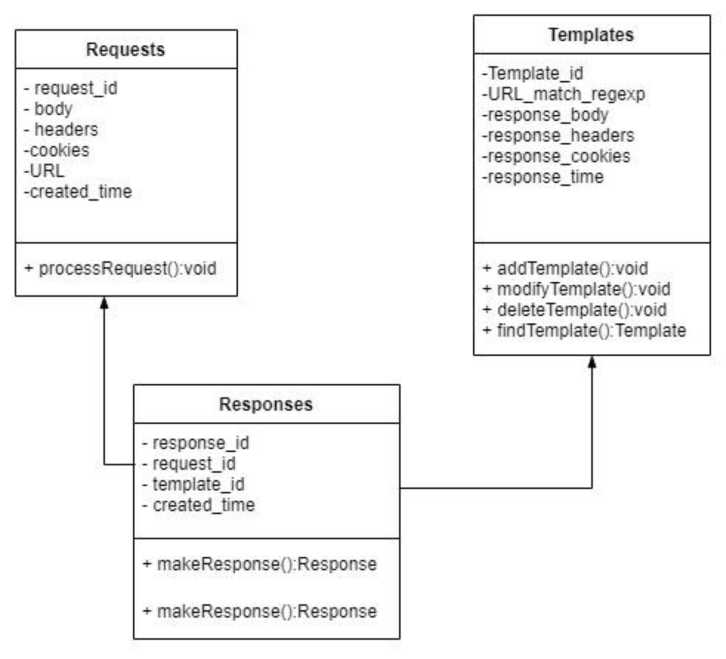 Requests
- request_id
- body
- headers
-cookies
-URL
-created_time
+ processRequest():void
Templates
-Template_id
-URL_match_regexp
-response_body
-response_headers
-response_cookies
-response_time
+ addTemplate():void
+ modifyTemplate():void
+ deleteTemplate():void
+ findTemplate():Template
Responses
- response_id
- request_id
- template_id
- created_time
+ makeResponse():Response
+ makeResponse():Response